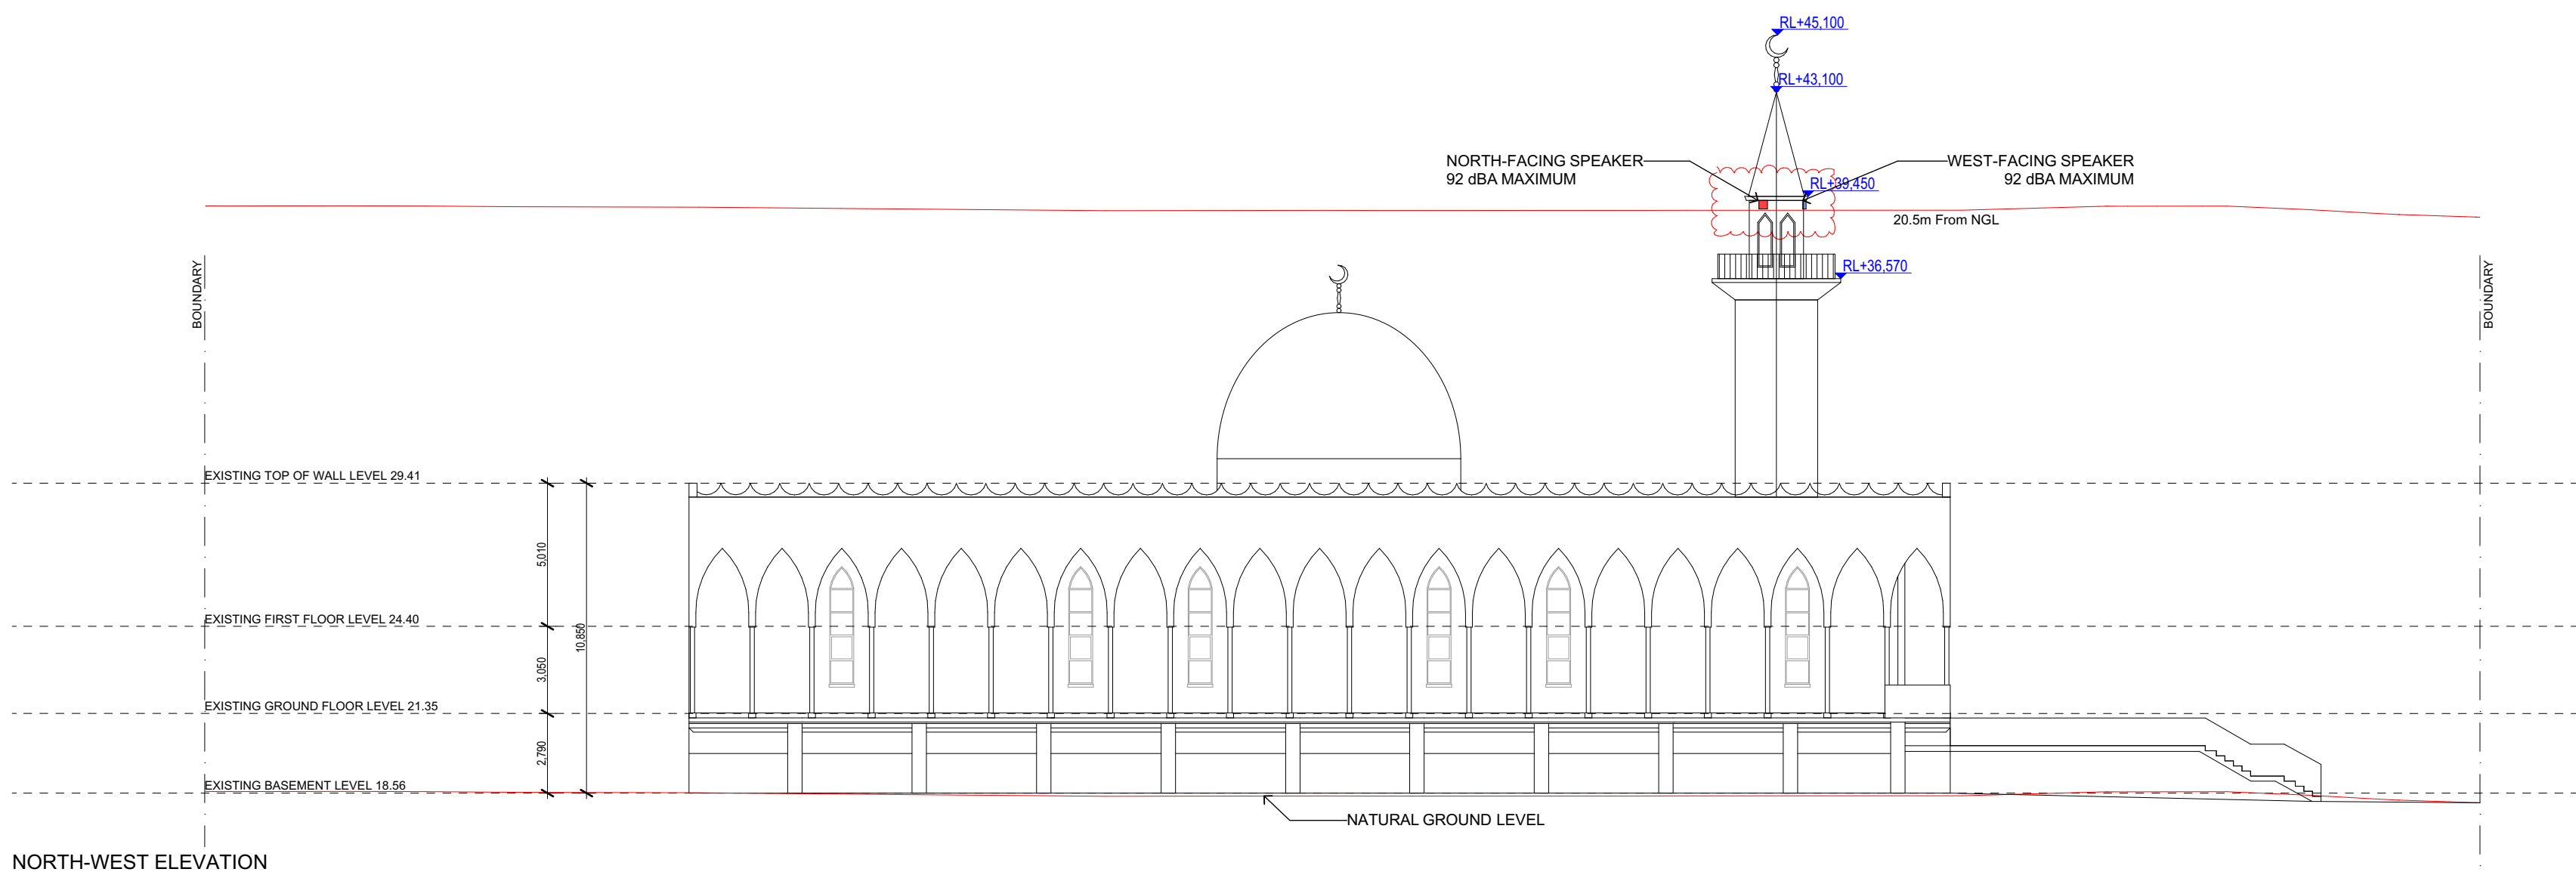 RL+45,100
RL+43,100
NORTH-FACING SPEAKER
92 dBA MAXIMUM
WEST-FACING SPEAKER
92 dBA MAXIMUM
RL+39,450
20.5m From NGL
RL+36,570
BOUNDARY
BOUNDARY
EXISTING TOP OF WALL LEVEL 29.41
5,010
EXISTING FIRST FLOOR LEVEL 24.40
10,850
3,050
EXISTING GROUND FLOOR LEVEL 21.35
2,790
EXISTING BASEMENT LEVEL 18.56
NATURAL GROUND LEVEL
NORTH-WEST ELEVATION